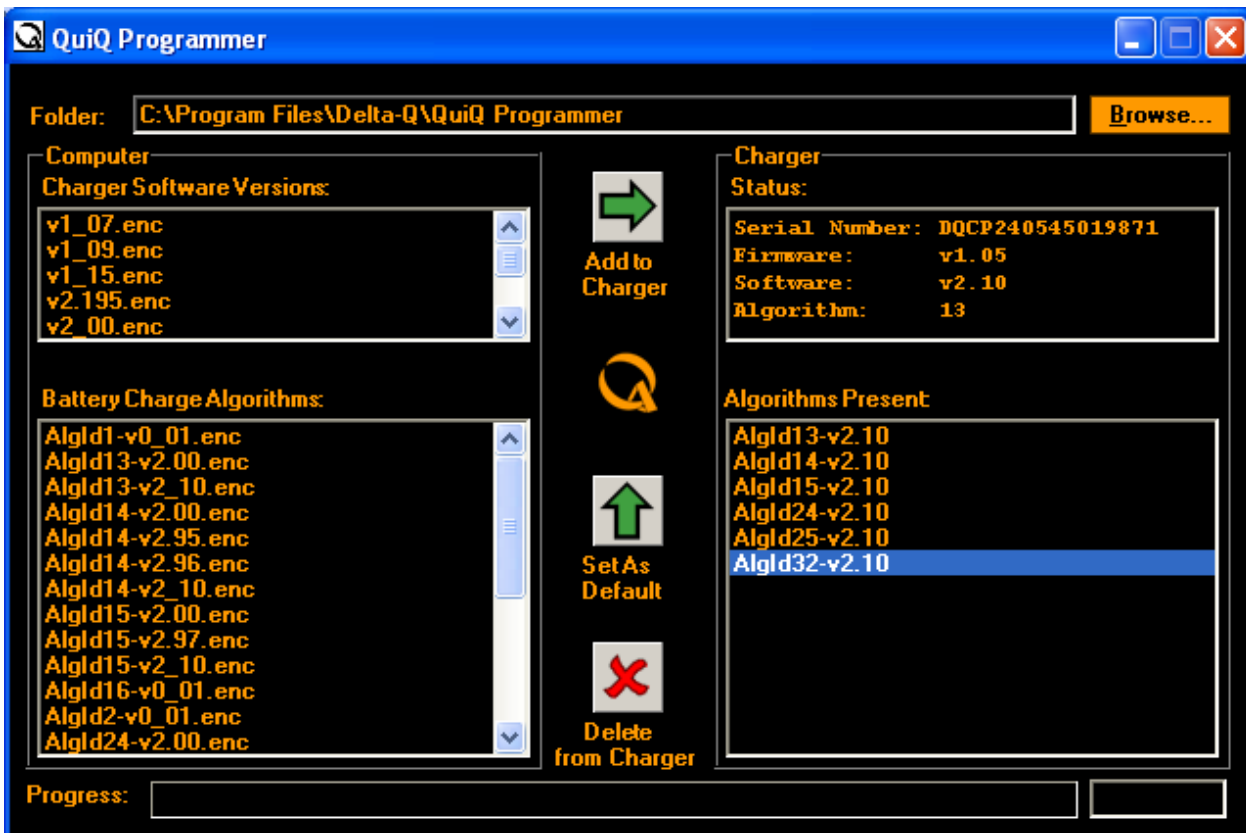 QuiQ Programmer
Folder: C:\Program Files\Delta-Q\QuiQ Programmer Browse...
Computer
Charger Software Versions:
v1_07.enc
v1_09.enc
v1_15.enc
v2.195.enc
v2_00.enc
Battery Charge Algorithms:
AlgId1-v0_01.enc
AlgId13-v2.00.enc
AlgId13-v2_10.enc
AlgId14-v2.00.enc
AlgId14-v2.95.enc
AlgId14-v2.96.enc
AlgId14-v2_10.enc
AlgId15-v2.00.enc
AlgId15-v2.97.enc
AlgId15-v2_10.enc
AlgId16-v0_01.enc
AlgId2-v0_01.enc
AlgId24-v2.00.enc
Add to
Charger
Set As
Default
Delete
from Charger
Charger
Status:
Serial Number: DQCP240545019871
Firmware: v1.05
Software: v2.10
Algorithm: 13
Algorithms Present:
AlgId13-v2.10
AlgId14-v2.10
AlgId15-v2.10
AlgId24-v2.10
AlgId25-v2.10
AlgId32-v2.10
Progress: